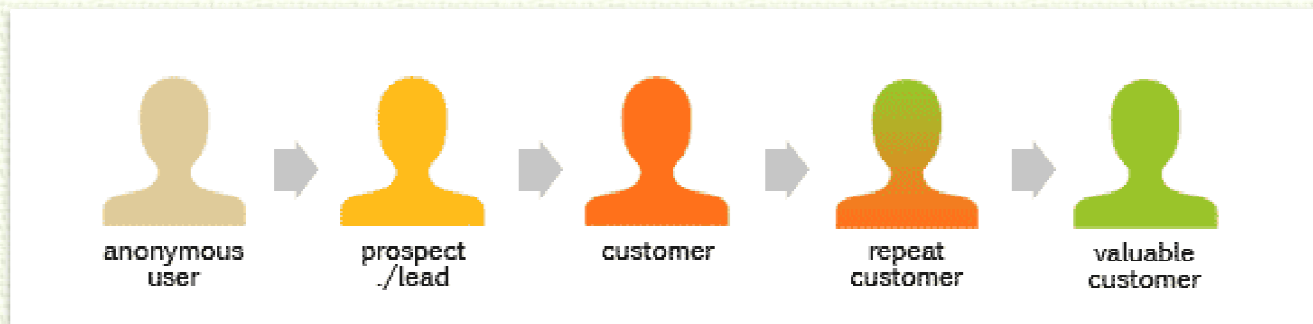 anonymous
user
prospect
./lead
customer
repeat
customer
valuable
customer